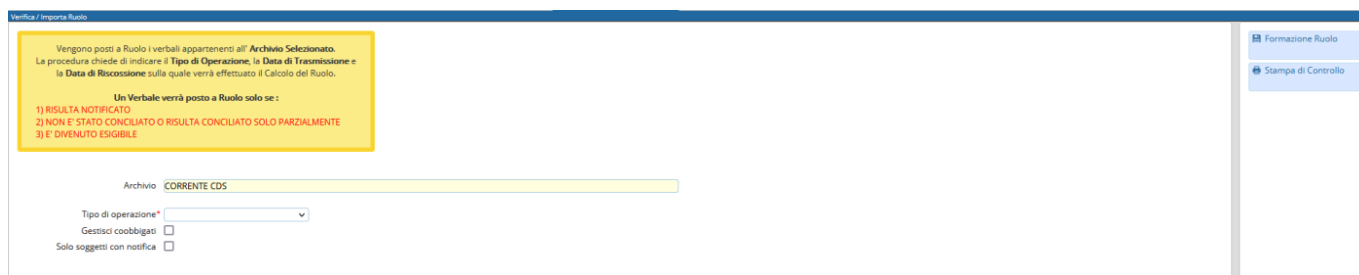 Verifica / Importa Ruolo
Vengono posti a Ruolo i verbali appartenenti all' Archivio Selezionato.
La procedura chiede di indicare il Tipo di Operazione, la Data di Trasmissione e
la Data di Riscossione sulla quale verrà effettuato il Calcolo del Ruolo.
Un Verbale verrà posto a Ruolo solo se :
1) RISULTA NOTIFICATO
2) NON E' STATO CONCILIATO O RISULTA CONCILIATO SOLO PARZIALMENTE
3) E' DIVENUTO ESIGIBILE
Archivio CORRENTE CDS
Tipo di operazione*
Gestisci coobbigati
Solo soggetti con notifica
Formazione Ruolo
Stampa di Controllo